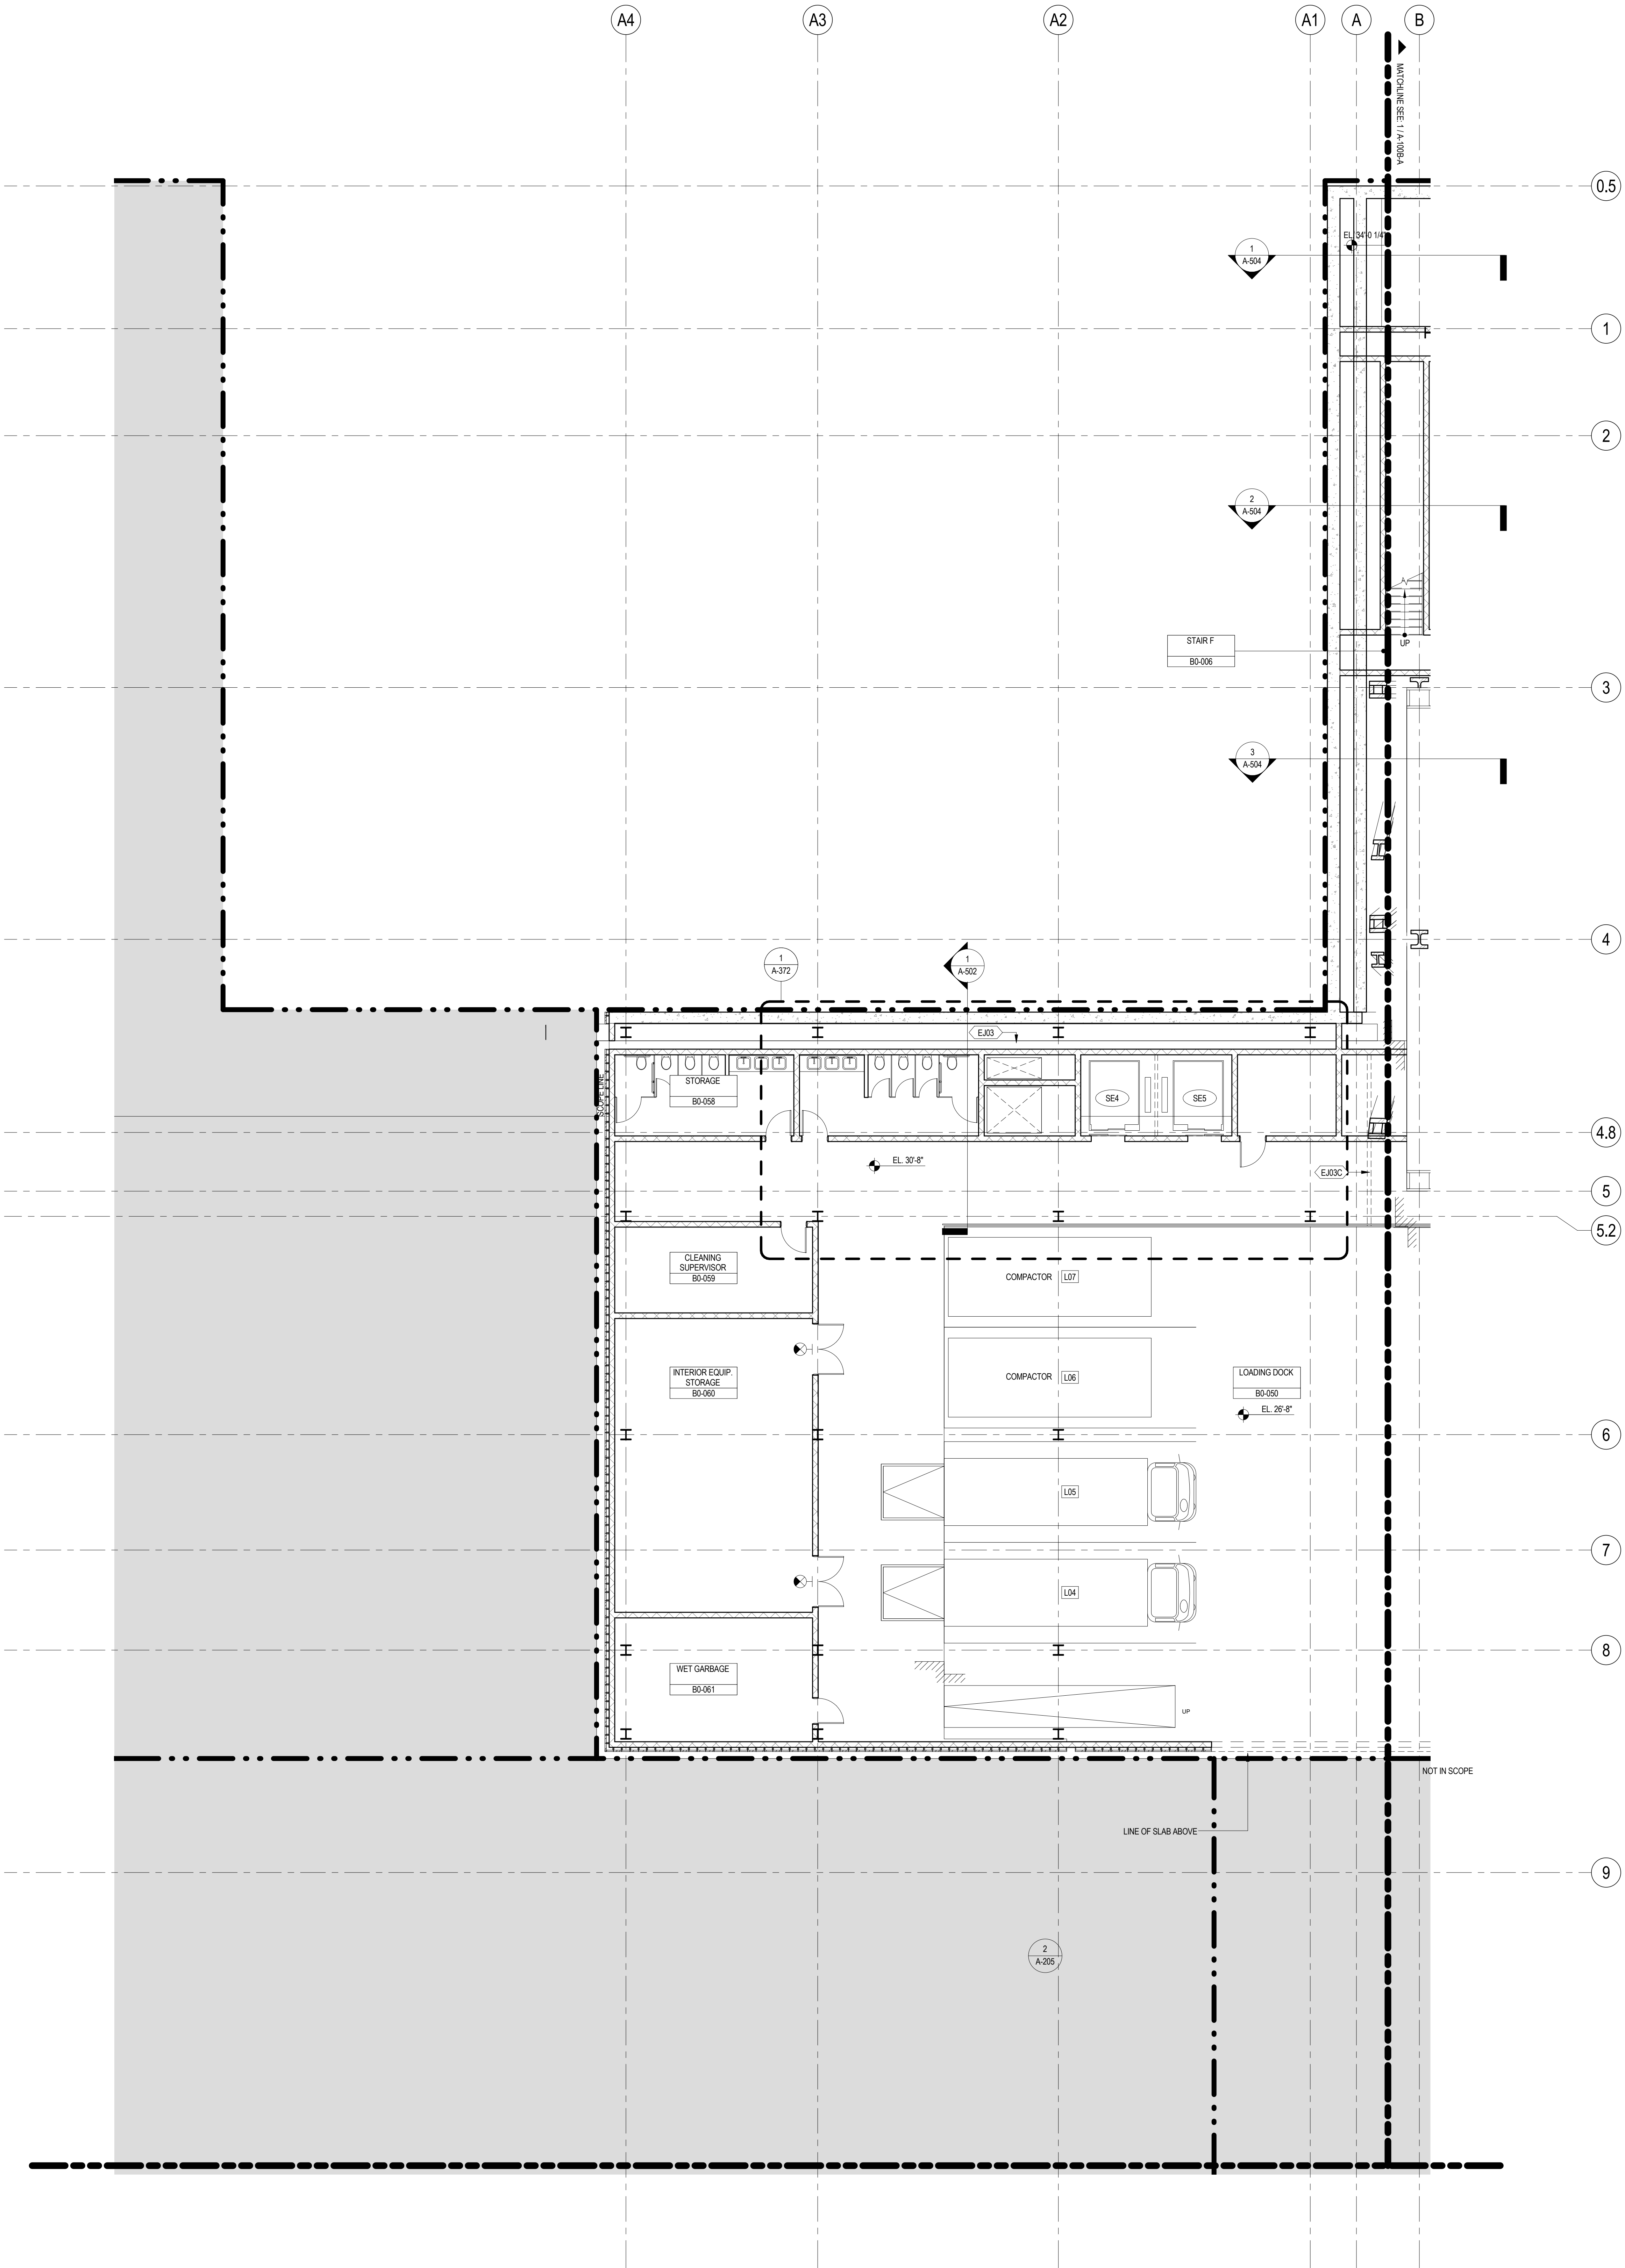 A4
A3
A2
A1
A
B
MATCHLINE SEE: 1 / A-100B-A
0.5
EL. 34'-0 1/4"
1
A-504
1
2
2
A-504
STAIR F
B0-006
UP
3
3
A-504
4
1
A-372
1
A-502
EJ03
SCOPE LINE
STORAGE
B0-058
SE4
SE5
4.8
EL. 30'-8"
EJ03C
5
5.2
CLEANING
SUPERVISOR
B0-059
COMPACTOR
L07
INTERIOR EQUIP.
STORAGE
B0-060
COMPACTOR
L06
LOADING DOCK
B0-050
EL. 26'-8"
6
L05
7
L04
8
WET GARBAGE
B0-061
UP
NOT IN SCOPE
LINE OF SLAB ABOVE
9
2
A-205